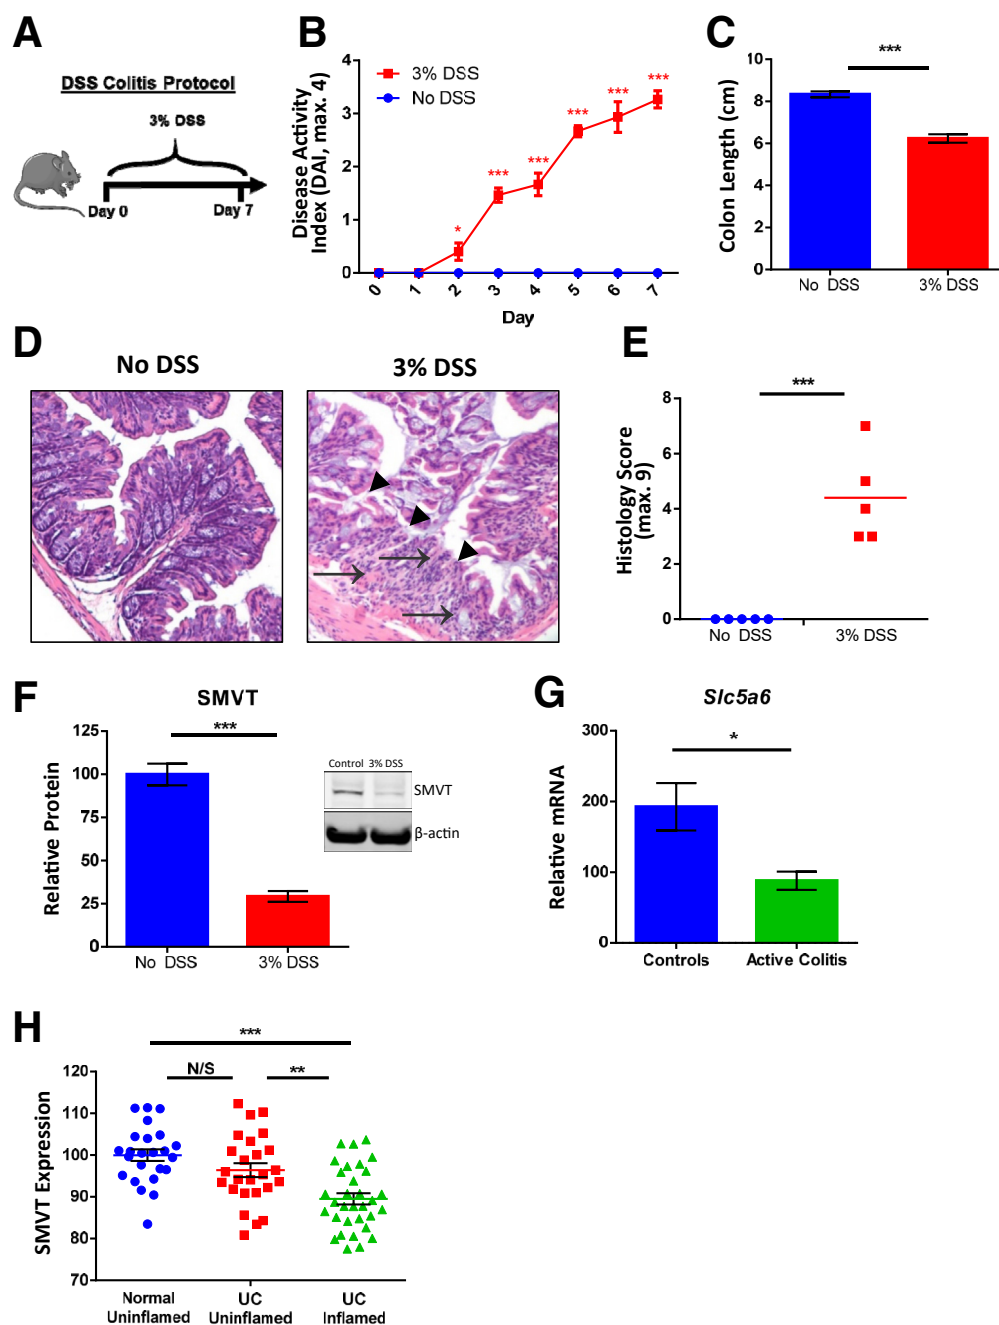 A
DSS Colitis Protocol
3% DSS
Day 0
Day 7
B
Disease Activity
Index (DAI, max. 4)
4
3
2
1
0
3% DSS
No DSS
*
***
***
***
***
***
0
1
2
3
4
5
6
7
Day
C
***
Colon Length (cm)
10
8
6
4
2
0
No DSS
3% DSS
D
No DSS
3% DSS
E
***
Histology Score
(max. 9)
8
6
4
2
0
No DSS
3% DSS
F
SMVT
***
Relative Protein
125
100
75
50
25
0
No DSS
3% DSS
Control 3% DSS
SMVT
β-actin
G
Slc5a6
*
Relative mRNA
300
200
100
0
Controls
Active Colitis
H
***
N/S
**
SMVT Expression
120
110
100
90
80
70
Normal
Uninflamed
UC
Uninflamed
UC
Inflamed